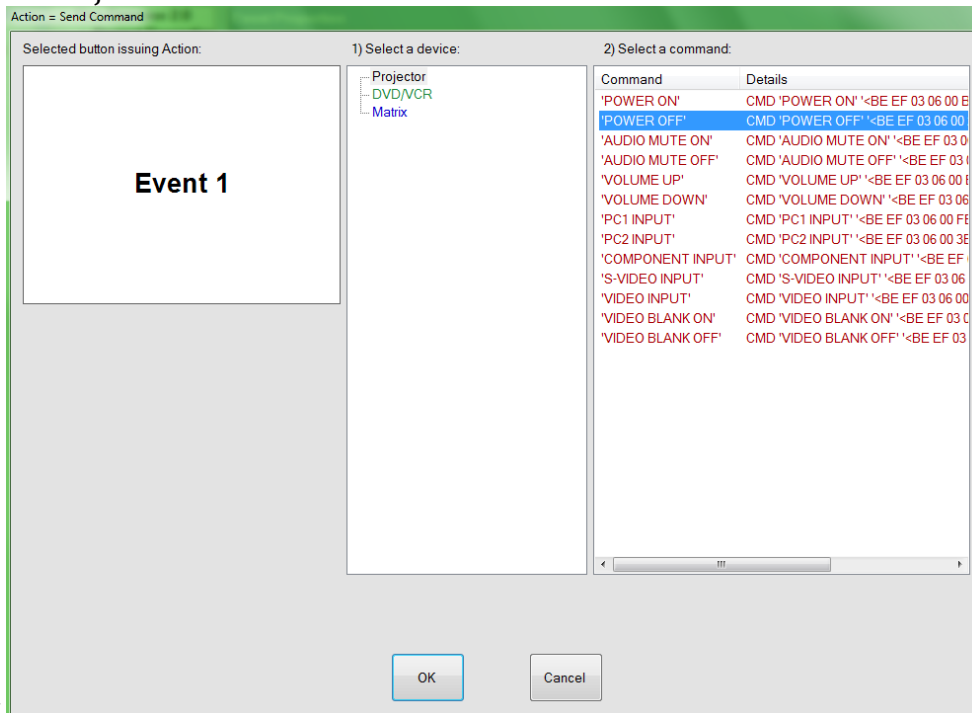 Action = Send Command
Selected button issuing Action:
1) Select a device:
2) Select a command:
Event 1
Projector
DVD/VCR
Matrix
Command Details
'POWER ON' CMD 'POWER ON' '<BE EF 03 06 00
'POWER OFF' CMD 'POWER OFF' '<BE EF 03 06 00
'AUDIO MUTE ON' CMD 'AUDIO MUTE ON' '<BE EF 03
'AUDIO MUTE OFF' CMD 'AUDIO MUTE OFF' '<BE EF 03
'VOLUME UP' CMD 'VOLUME UP' '<BE EF 03 06 00
'VOLUME DOWN' CMD 'VOLUME DOWN' '<BE EF 03 06
'PC1 INPUT' CMD 'PC1 INPUT' '<BE EF 03 06 00 FE
'PC2 INPUT' CMD 'PC2 INPUT' '<BE EF 03 06 00 3E
'COMPONENT INPUT' CMD 'COMPONENT INPUT' '<BE EF
'S-VIDEO INPUT' CMD 'S-VIDEO INPUT' '<BE EF 03 06
'VIDEO INPUT' CMD 'VIDEO INPUT' '<BE EF 03 06 00
'VIDEO BLANK ON' CMD 'VIDEO BLANK ON' '<BE EF 03
'VIDEO BLANK OFF' CMD 'VIDEO BLANK OFF' '<BE EF 03
OK
Cancel